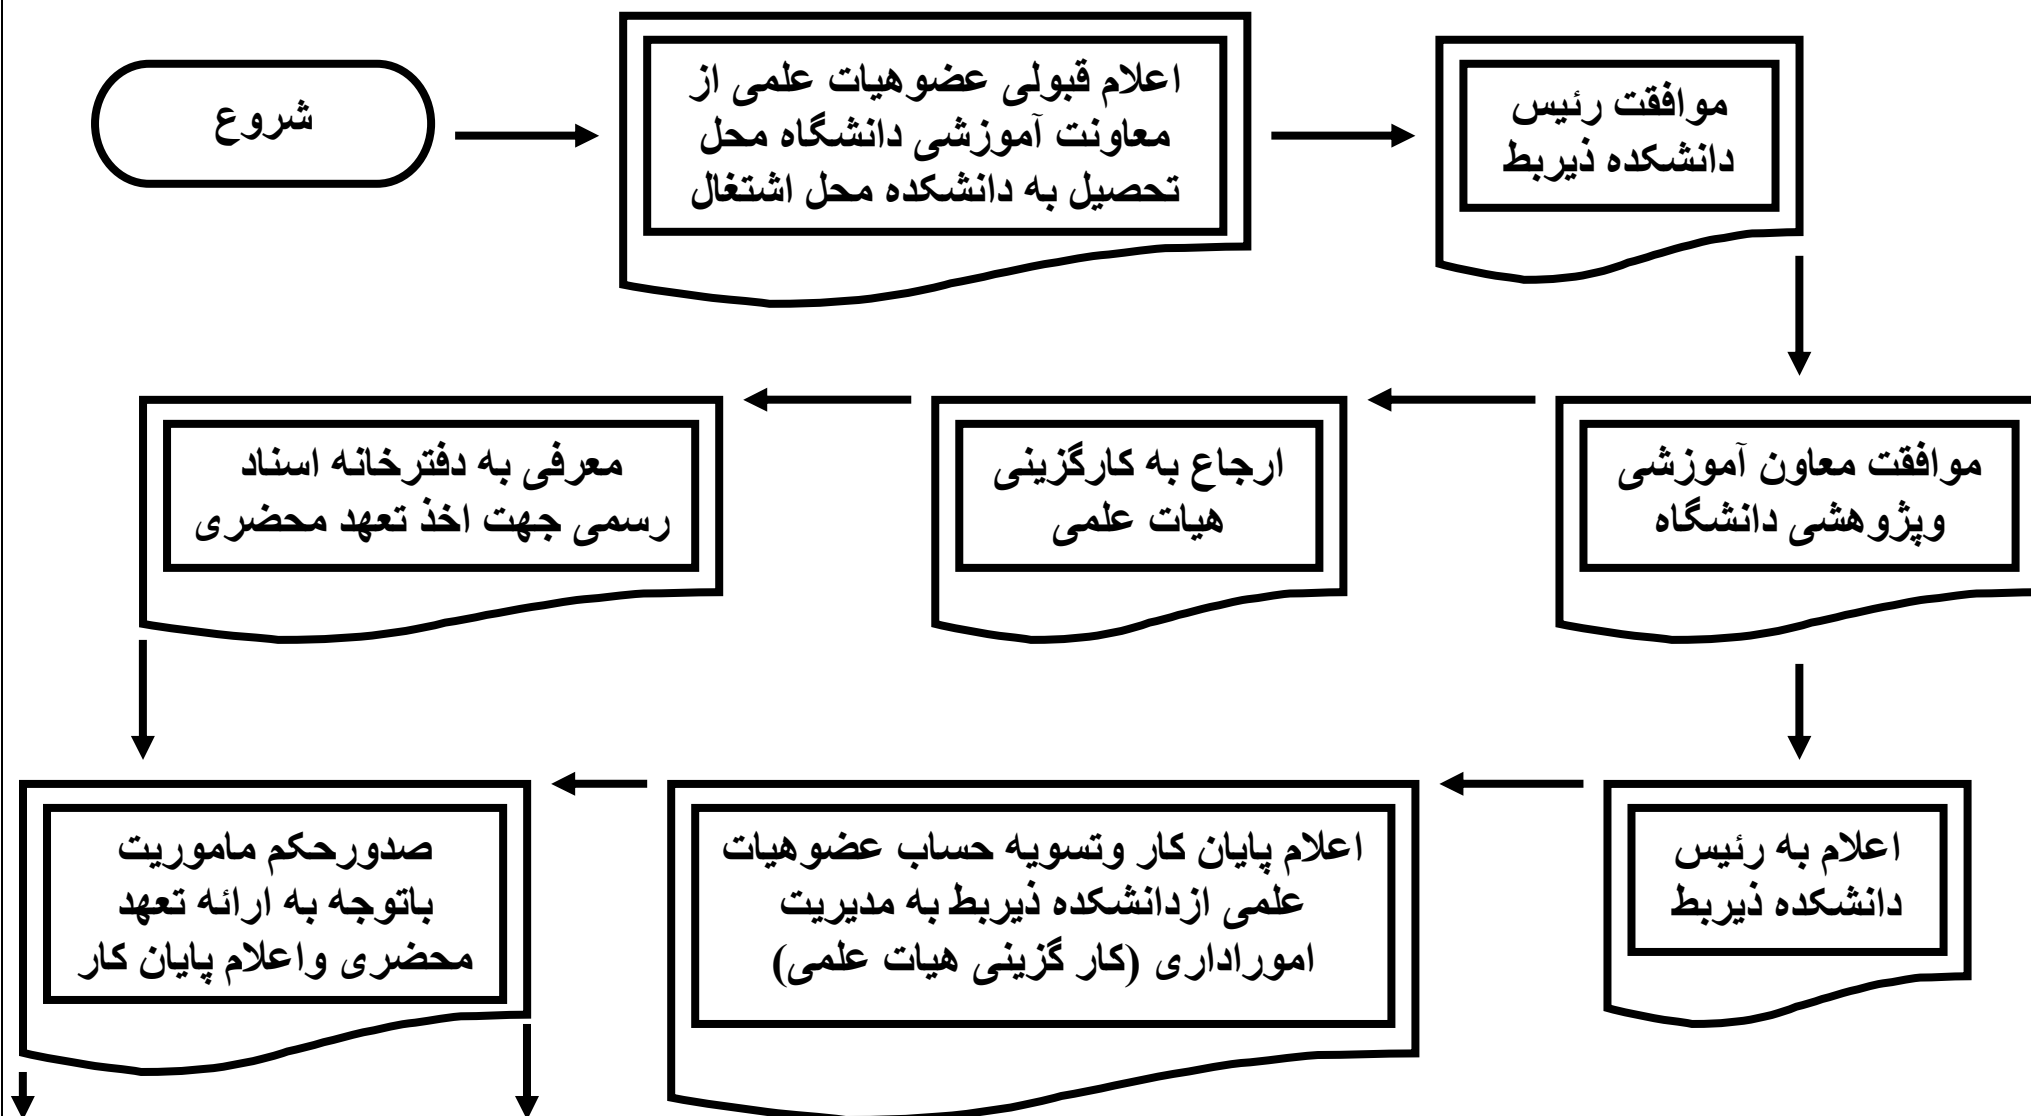 شروع
اعلام قبولی عضوهیات علمی از
معاونت آموزشی دانشگاه محل
تحصیل به دانشکده محل اشتغال
موافقت رئیس
دانشکده ذیربط
موافقت معاون آموزشی
وپژوهشی دانشگاه
ارجاع به کارگزینی
هیات علمی
معرفی به دفترخانه اسناد
رسمی جهت اخذ تعهد محضری
اعلام به رئیس
دانشکده ذیربط
اعلام پایان کار وتسویه حساب عضوهیات
علمی ازدانشکده ذیربط به مدیریت
اموراداری (کار گزینی هیات علمی)
صدورحکم ماموریت
باتوجه به ارائه تعهد
محضری واعلام پایان کار